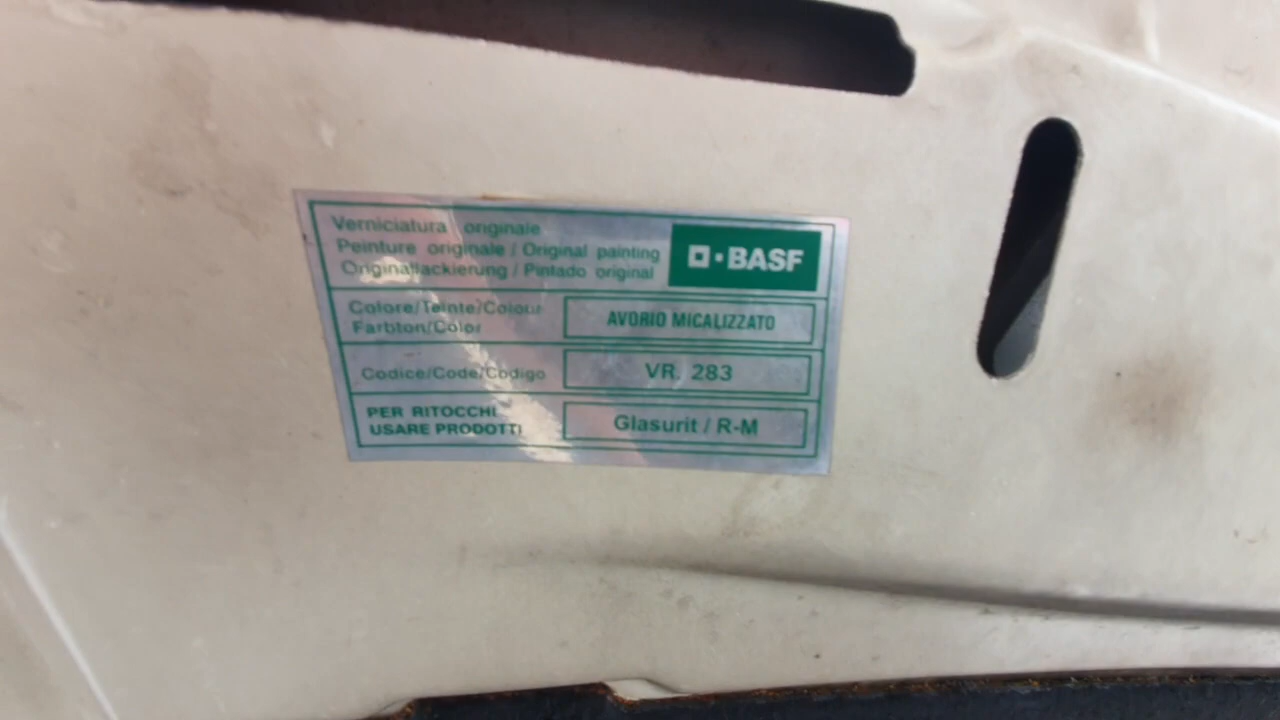 Verniciatura originale
Peinture originale / Original painting
Originallackierung / Pintado original
BASF
Colore/Teinte/Colour
Farbton/Color
AVORIO MICALIZZATO
Codice/Code/Codigo
VR. 283
PER RITOCCHI
USARE PRODOTTI
Glasurit / R-M